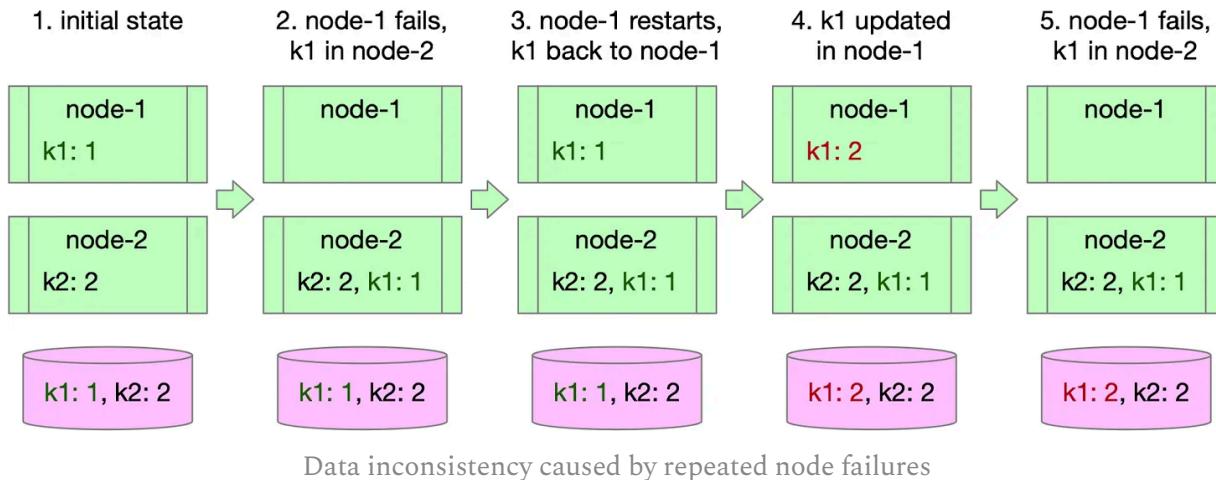 1. initial state
2. node-1 fails,
k1 in node-2
3. node-1 restarts,
k1 back to node-1
4. k1 updated
in node-1
5. node-1 fails,
k1 in node-2
node-1
k1: 1
node-1
node-1
k1: 1
node-1
k1: 2
node-1
node-2
k2: 2
node-2
k2: 2, k1: 1
node-2
k2: 2, k1: 1
node-2
k2: 2, k1: 1
node-2
k2: 2, k1: 1
k1: 1, k2: 2
k1: 1, k2: 2
k1: 1, k2: 2
k1: 2, k2: 2
k1: 2, k2: 2
Data inconsistency caused by repeated node failures